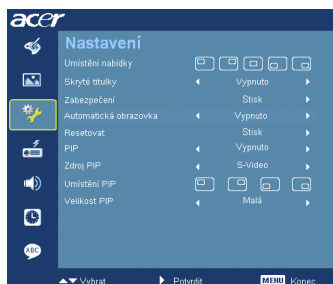 acer
Nastavení
Umístění nabídky
Skryté titulky Vypnuto
Zabezpečení Stisk
Automatická obrazovka Vypnuto
Resetovat Stisk
PIP Vypnuto
Zdroj PIP S-Video
Umístění PIP
Velikost PIP Malá
ABC
Vybrat Potvrdit MENU Konec